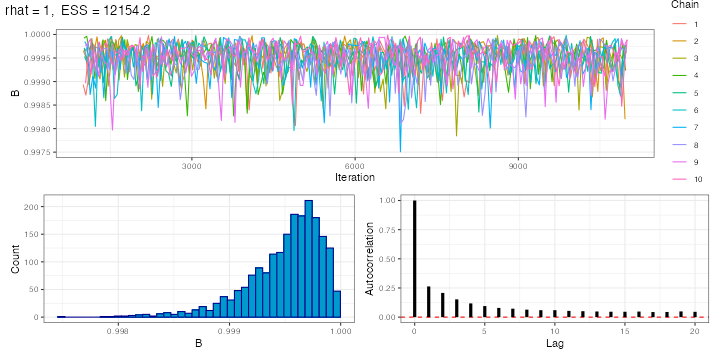 rhat = 1, ESS = 12154.2
Chain
1
2
3
4
5
6
7
8
9
10
B
1.0000
0.9995
0.9990
0.9985
0.9980
0.9975
3000 6000 9000
Iteration
Count
200
150
100
50
0
0.998 0.999 1.000
B
Autocorrelation
1.00
0.75
0.50
0.25
0.00
0 5 10 15 20
Lag